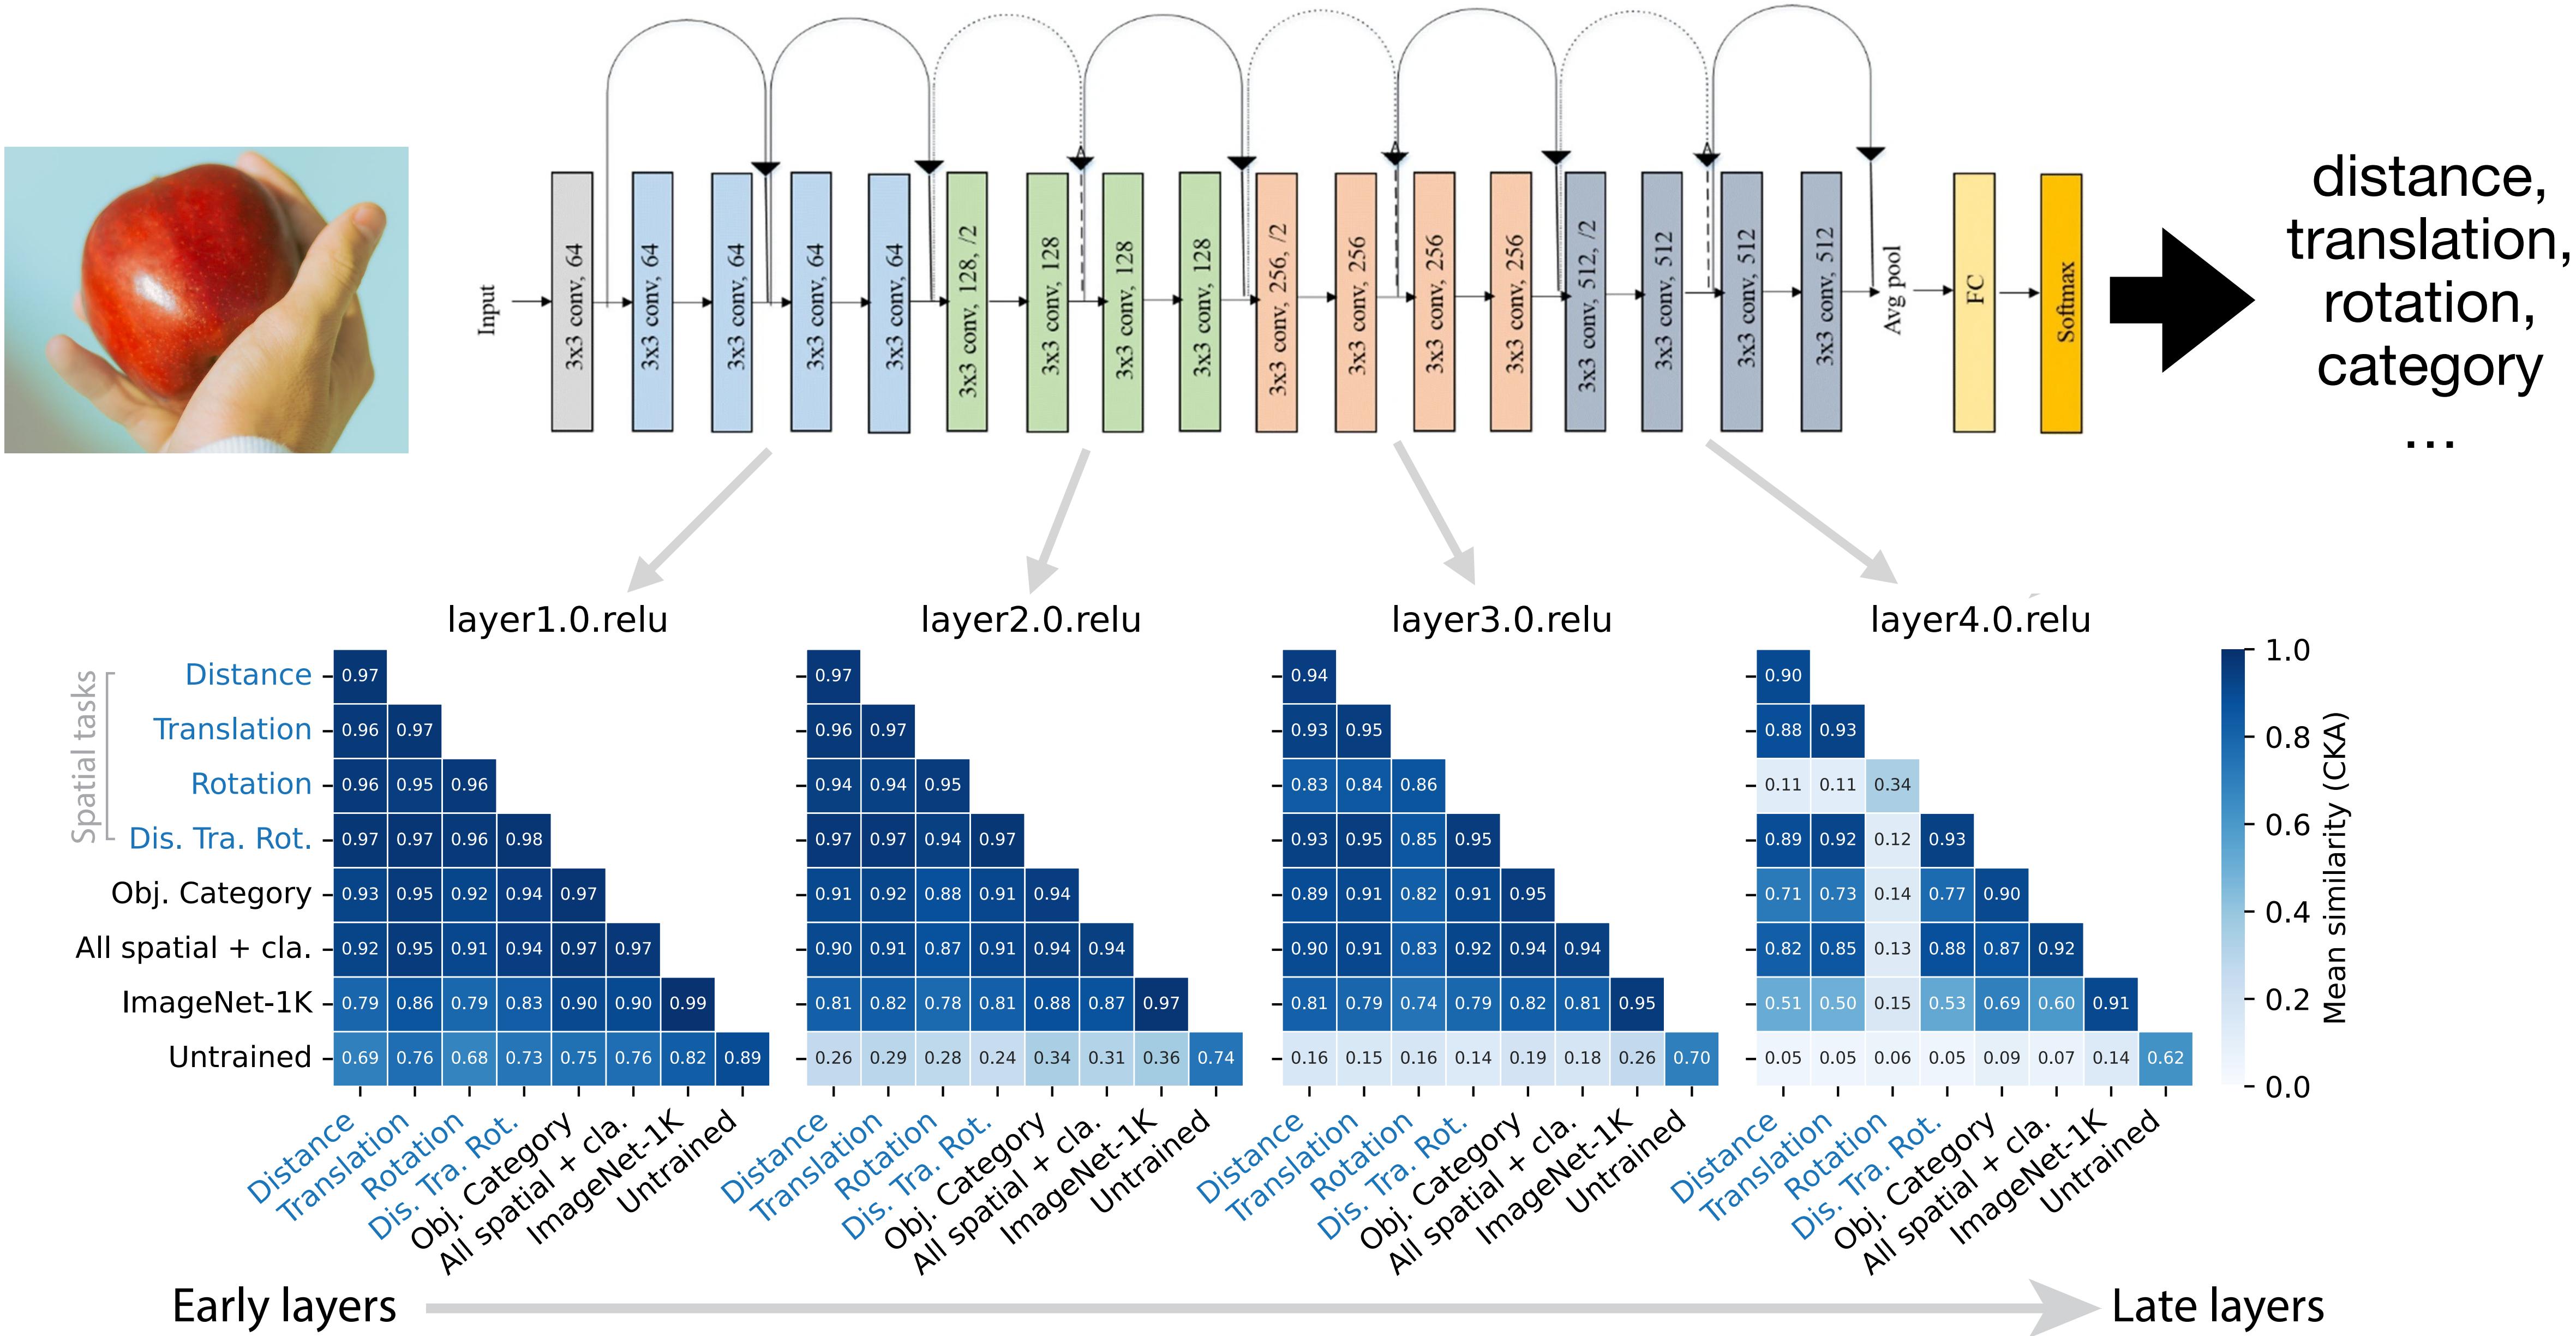 Input
3x3 conv, 64
3x3 conv, 64
3x3 conv, 64
3x3 conv, 64
3x3 conv, 64
3x3 conv, 128, /2
3x3 conv, 128
3x3 conv, 128
3x3 conv, 128
3x3 conv, 256, /2
3x3 conv, 256
3x3 conv, 256
3x3 conv, 256
3x3 conv, 512, /2
3x3 conv, 512
3x3 conv, 512
3x3 conv, 512
Avg pool
FC
Softmax
distance,
translation,
rotation,
category
...
layer1.0.relu
Spatial tasks
Distance 0.97
Translation 0.96 0.97
Rotation 0.96 0.95 0.96
Dis. Tra. Rot. 0.97 0.97 0.96 0.98
Obj. Category 0.93 0.95 0.92 0.94 0.97
All spatial + cla. 0.92 0.95 0.91 0.94 0.97 0.97
ImageNet-1K 0.79 0.86 0.79 0.83 0.90 0.90 0.99
Untrained 0.69 0.76 0.68 0.73 0.75 0.76 0.82 0.89
Distance
Translation
Rotation
Dis. Tra. Rot.
Obj. Category
All spatial + cla.
ImageNet-1K
Untrained
layer2.0.relu
0.97
0.96 0.97
0.94 0.94 0.95
0.97 0.97 0.94 0.97
0.91 0.92 0.88 0.91 0.94
0.90 0.91 0.87 0.91 0.94 0.94
0.81 0.82 0.78 0.81 0.88 0.87 0.97
0.26 0.29 0.28 0.24 0.34 0.31 0.36 0.74
Distance
Translation
Rotation
Dis. Tra. Rot.
Obj. Category
All spatial + cla.
ImageNet-1K
Untrained
layer3.0.relu
0.94
0.93 0.95
0.83 0.84 0.86
0.93 0.95 0.85 0.95
0.89 0.91 0.82 0.91 0.95
0.90 0.91 0.83 0.92 0.94 0.94
0.81 0.79 0.74 0.79 0.82 0.81 0.95
0.16 0.15 0.16 0.14 0.19 0.18 0.26 0.70
Distance
Translation
Rotation
Dis. Tra. Rot.
Obj. Category
All spatial + cla.
ImageNet-1K
Untrained
layer4.0.relu
0.90
0.88 0.93
0.11 0.11 0.34
0.89 0.92 0.12 0.93
0.71 0.73 0.14 0.77 0.90
0.82 0.85 0.13 0.88 0.87 0.92
0.51 0.50 0.15 0.53 0.69 0.60 0.91
0.05 0.05 0.06 0.05 0.09 0.07 0.14 0.62
Distance
Translation
Rotation
Dis. Tra. Rot.
Obj. Category
All spatial + cla.
ImageNet-1K
Untrained
1.0
0.8
0.6
0.4
0.2
0.0
Mean similarity (CKA)
Early layers
Late layers